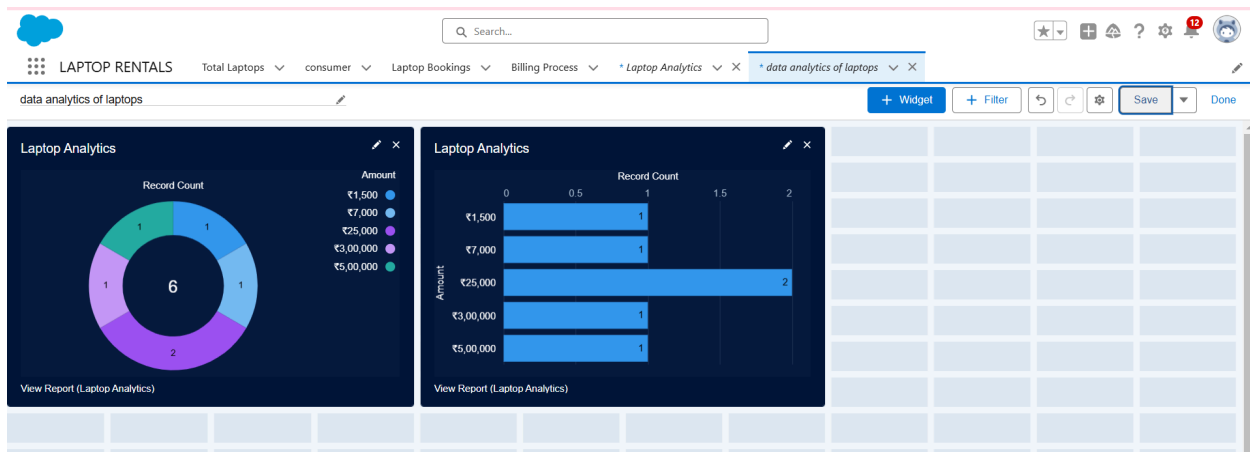 Search...
12
LAPTOP RENTALS Total Laptops consumer Laptop Bookings Billing Process * Laptop Analytics * data analytics of laptops
data analytics of laptops + Widget + Filter Save Done
Laptop Analytics
Record Count
Amount
₹1,500
₹7,000
₹25,000
₹3,00,000
₹5,00,000
1
1
1
1
2
6
View Report (Laptop Analytics)
Laptop Analytics
Record Count
0 0.5 1 1.5 2
Amount
₹1,500 1
₹7,000 1
₹25,000 2
₹3,00,000 1
₹5,00,000 1
View Report (Laptop Analytics)